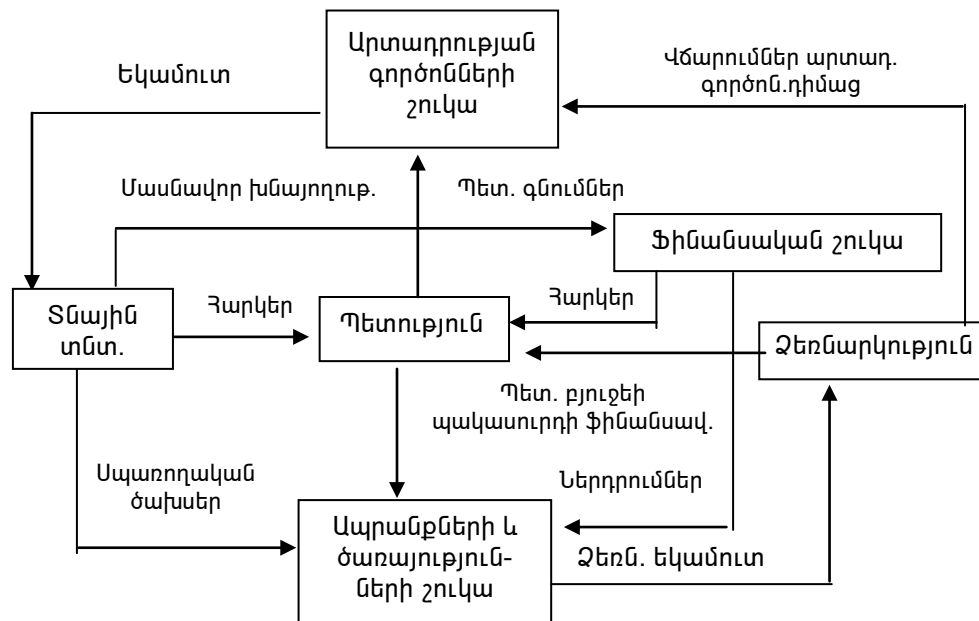 Արտադրության
գործոնների
շուկա
Եկամուտ
Վճարումներ արտադ.
գործոն.դիմաց
Մասնավոր խնայողութ.
Պետ. գնումներ
Ֆինանսական շուկա
Տնային
տնտ.
Հարկեր
Պետություն
Հարկեր
Ձեռնարկություն
Պետ. բյուջեի
պակասուրդի ֆինանսավ.
Սպառողական
ծախսեր
Ներդրումներ
Ապրանքների և
ծառայություն-
ների շուկա
Ձեռն. եկամուտ